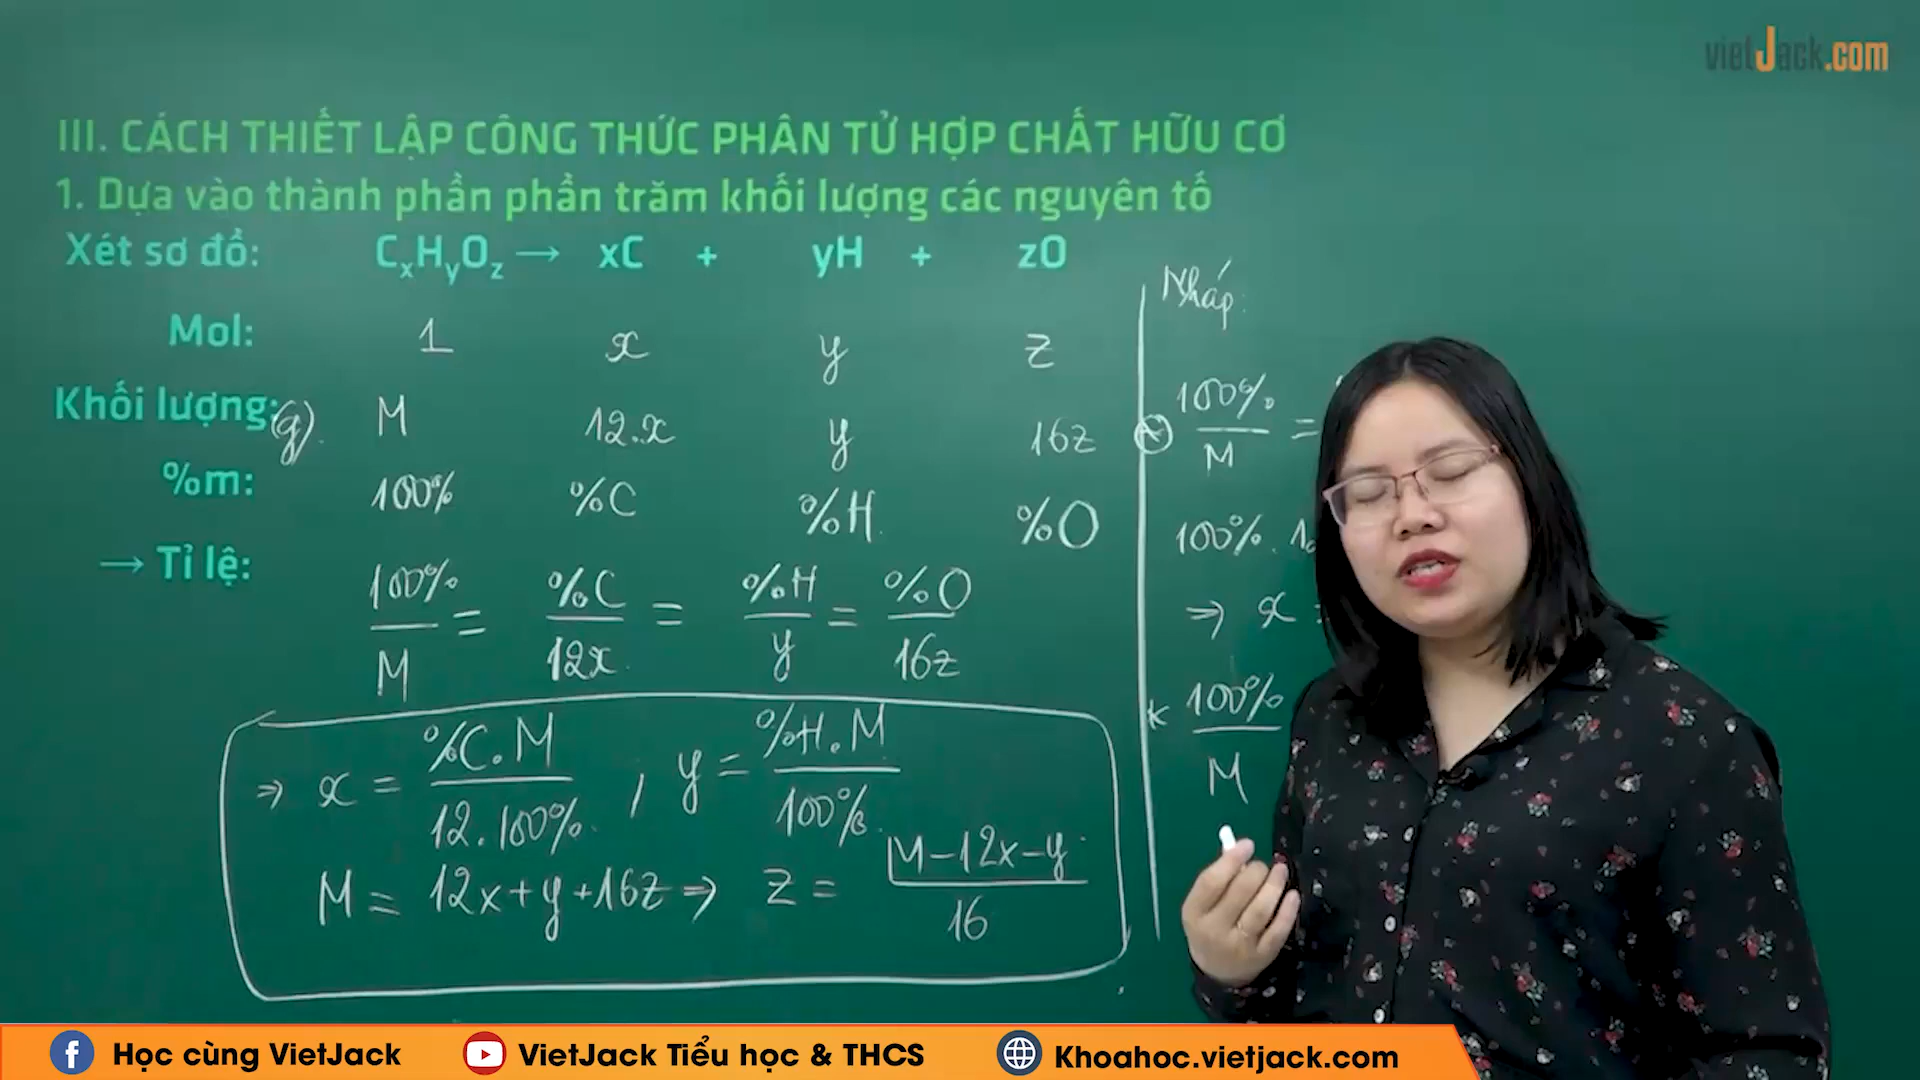 vietJack.com
III. CÁCH THIẾT LẬP CÔNG THỨC PHÂN TỬ HỢP CHẤT HỮU CƠ
1. Dựa vào thành phần phần trăm khối lượng các nguyên tố
Xét sơ đồ: CxHyOz → xC + yH + zO
Mol: 1 x y z
Khối lượng: (g). M 12.x y 16z
%m: 100% %C %H. %O
→ Tỉ lệ: 100%/M = %C/12x. = %H/y = %O/16z
⇒ x = %C.M/12.100%. , y = %H.M/100%.
M = 12x+y+16z ⇒ z = M-12x-y/16
Nháp:
100%/M =
100%.
⇒ x =
100%/M
Học cùng VietJack
VietJack Tiểu học & THCS
Khoahoc.vietjack.com